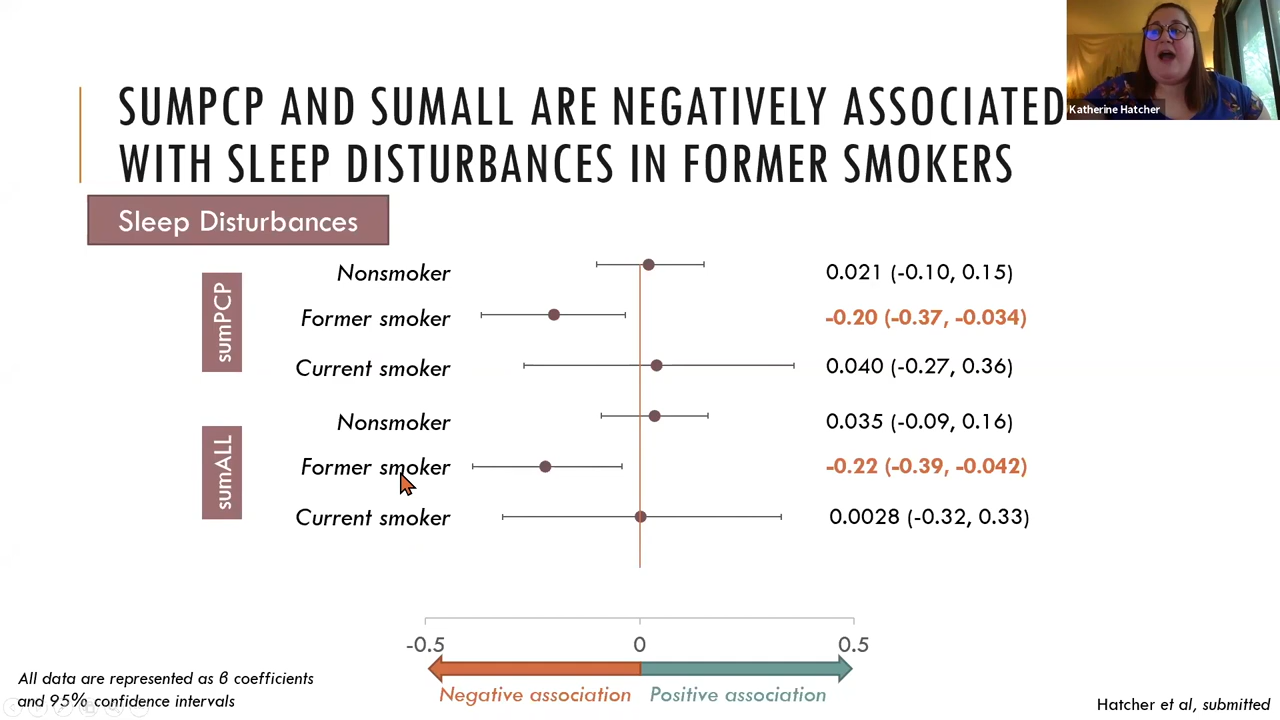 SUMPCP AND SUMALL ARE NEGATIVELY ASSOCIATED
WITH SLEEP DISTURBANCES IN FORMER SMOKERS
Katherine Hatcher
Sleep Disturbances
sumPCP
Nonsmoker 0.021 (-0.10, 0.15)
Former smoker -0.20 (-0.37, -0.034)
Current smoker 0.040 (-0.27, 0.36)
sumALL
Nonsmoker 0.035 (-0.09, 0.16)
Former smoker -0.22 (-0.39, -0.042)
Current smoker 0.0028 (-0.32, 0.33)
-0.5 0 0.5
Negative association Positive association
All data are represented as β coefficients
and 95% confidence intervals
Hatcher et al, submitted